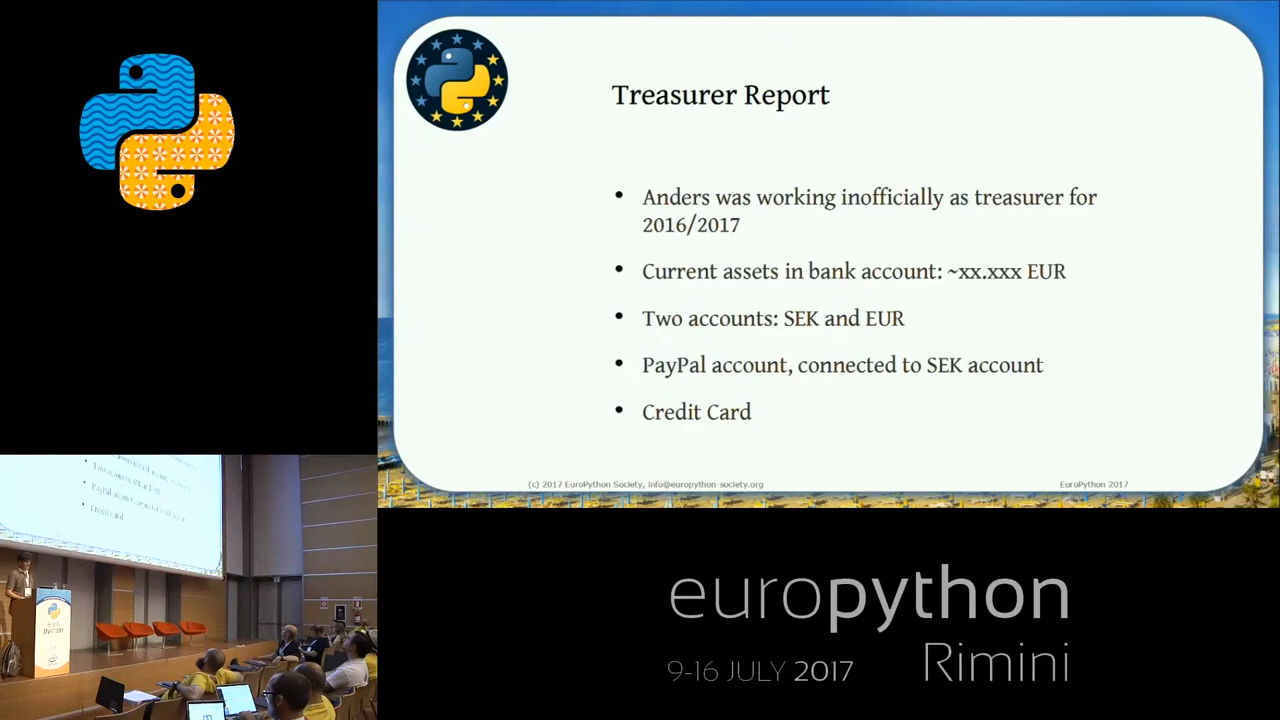 Treasurer Report
• Anders was working inofficially as treasurer for
2016/2017
• Current assets in bank account: ~xx.xxx EUR
• Two accounts: SEK and EUR
• PayPal account, connected to SEK account
• Credit Card
(c) 2017 EuroPython Society, info@europython-society.org
EuroPython 2017
europython
Rimini
9-16 JULY 2017